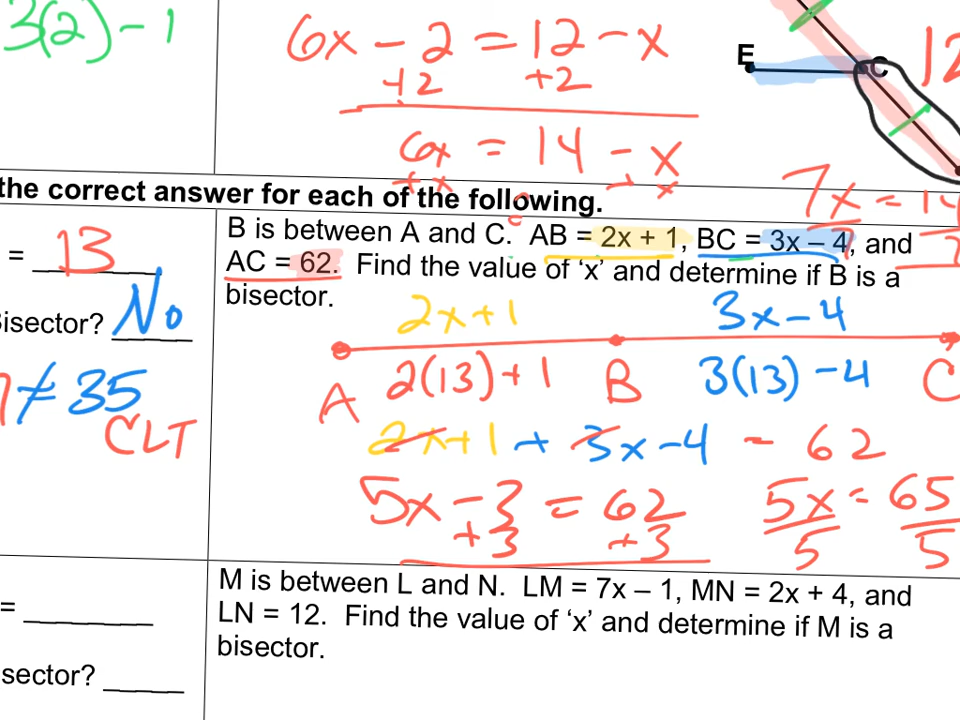 3(2) - 1
6x - 2 = 12 - x
+2 +2
6x = 14 - x
+x + x
E
C
12
7x = 14
7 7
the correct answer for each of the following.
= 13
Bisector? No
≠ 35
CLT
B is between A and C. AB = 2x + 1, BC = 3x – 4, and
AC = 62. Find the value of ‘x’ and determine if B is a
bisector.
2x+1 3x-4
A 2(13)+1 B 3(13)-4 C
2x+1 + 3x-4 = 62
5x - 3 = 62 5x = 65
+3 +3 5 5
=
sector?
M is between L and N. LM = 7x – 1, MN = 2x + 4, and
LN = 12. Find the value of ‘x’ and determine if M is a
bisector.